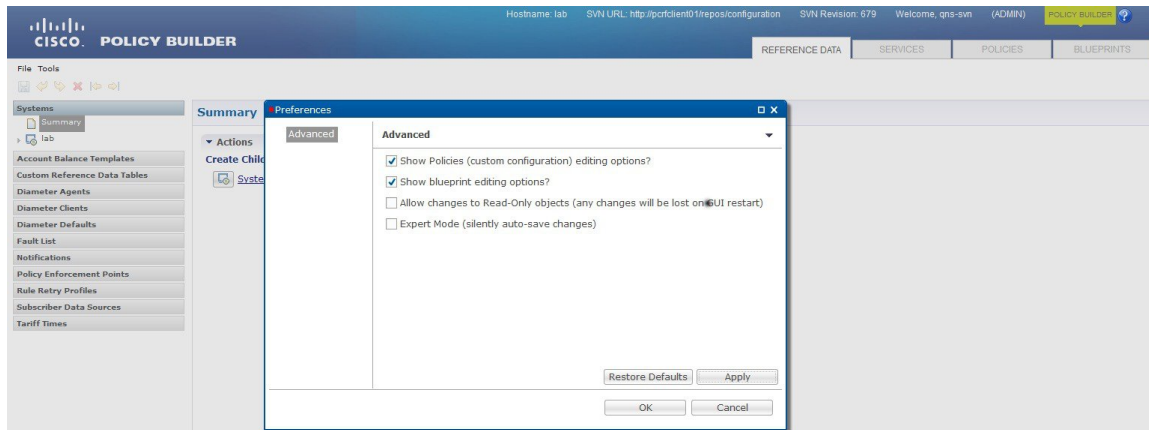 Hostname: lab SVN URL: http://pcrfclient01/repos/configuration SVN Revision: 679 Welcome, qns-svn (ADMIN) POLICY BUILDER ?
CISCO. POLICY BUILDER
REFERENCE DATA SERVICES POLICIES BLUEPRINTS
File Tools
Systems
Summary
lab
Account Balance Templates
Custom Reference Data Tables
Diameter Agents
Diameter Clients
Diameter Defaults
Fault List
Notifications
Policy Enforcement Points
Rule Retry Profiles
Subscriber Data Sources
Tariff Times
Summary
Actions
Create Child
Syste
Preferences
Advanced
Advanced
Show Policies (custom configuration) editing options?
Show blueprint editing options?
Allow changes to Read-Only objects (any changes will be lost on GUI restart)
Expert Mode (silently auto-save changes)
Restore Defaults Apply
OK Cancel